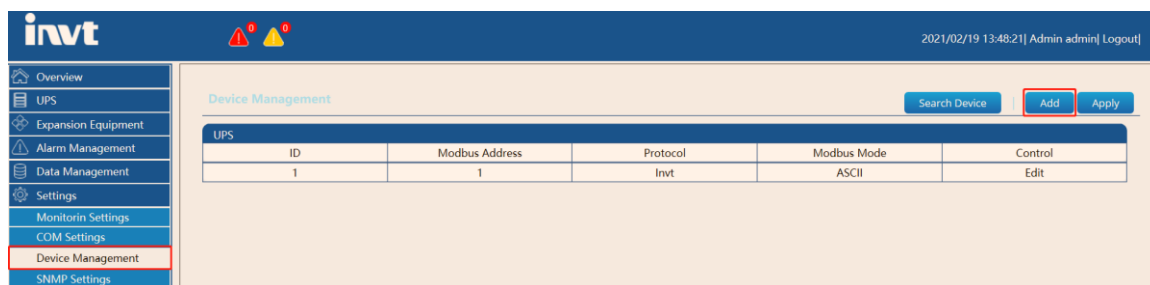 invt
0 0
2021/02/19 13:48:21| Admin admin| Logout|
Overview
UPS
Expansion Equipment
Alarm Management
Data Management
Settings
Monitorin Settings
COM Settings
Device Management
SNMP Settings
Device Management
Search Device | Add Apply
UPS
ID Modbus Address Protocol Modbus Mode Control
1 1 Invt ASCII Edit